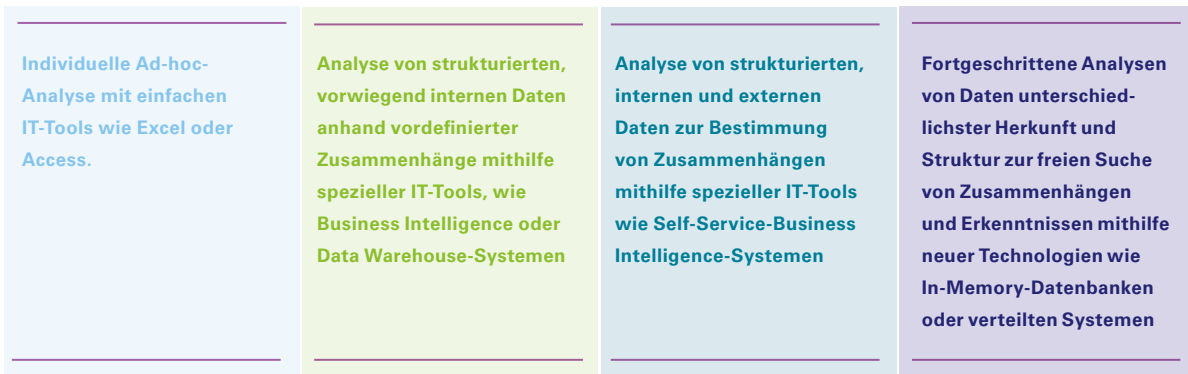 Individuelle Ad-hoc-
Analyse mit einfachen
IT-Tools wie Excel oder
Access.
Analyse von strukturierten,
vorwiegend internen Daten
anhand vordefinierter
Zusammenhänge mithilfe
spezieller IT-Tools, wie
Business Intelligence oder
Data Warehouse-Systemen
Analyse von strukturierten,
internen und externen
Daten zur Bestimmung
von Zusammenhängen
mithilfe spezieller IT-Tools
wie Self-Service-Business
Intelligence-Systemen
Fortgeschrittene Analysen
von Daten unterschied-
lichster Herkunft und
Struktur zur freien Suche
von Zusammenhängen
und Erkenntnissen mithilfe
neuer Technologien wie
In-Memory-Datenbanken
oder verteilten Systemen